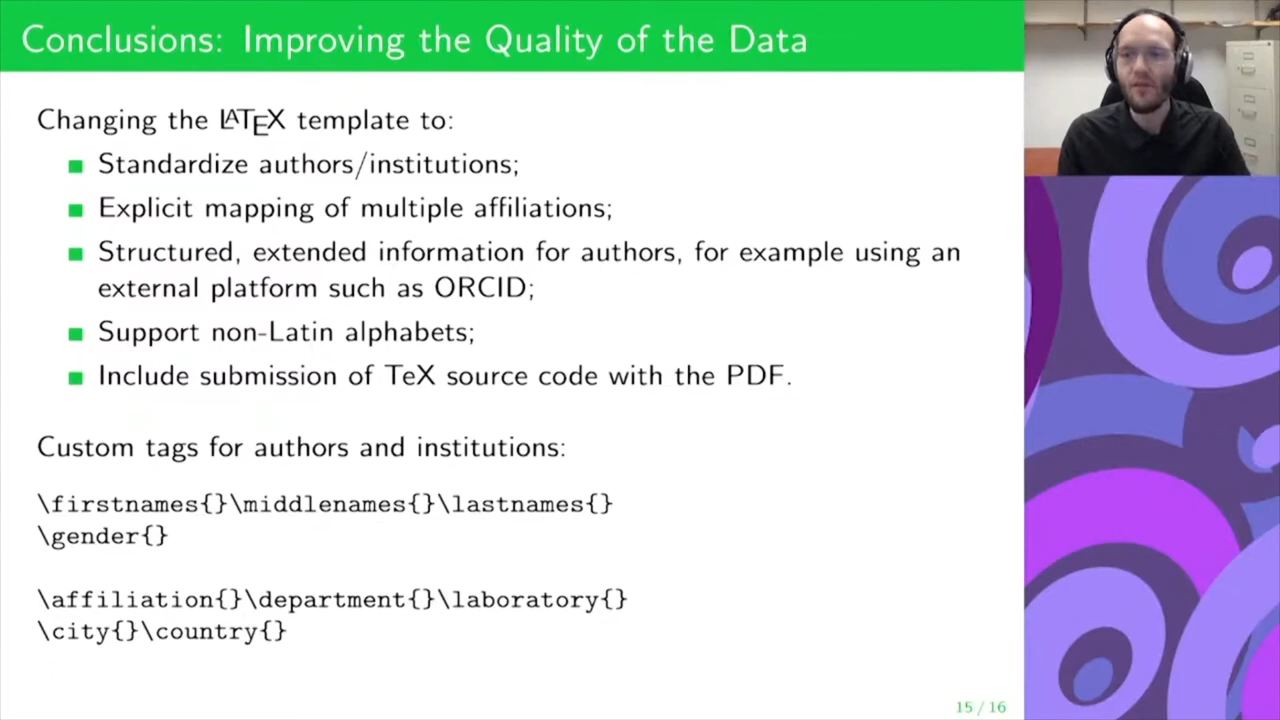 Conclusions: Improving the Quality of the Data
Changing the LATEX template to:
Standardize authors/institutions;
Explicit mapping of multiple affiliations;
Structured, extended information for authors, for example using an
external platform such as ORCID;
Support non-Latin alphabets;
Include submission of TeX source code with the PDF.
Custom tags for authors and institutions:
\firstnames{}\middlenames{}\lastnames{}
\gender{}
\affiliation{}\department{}\laboratory{}
\city{}\country{}
15 / 16